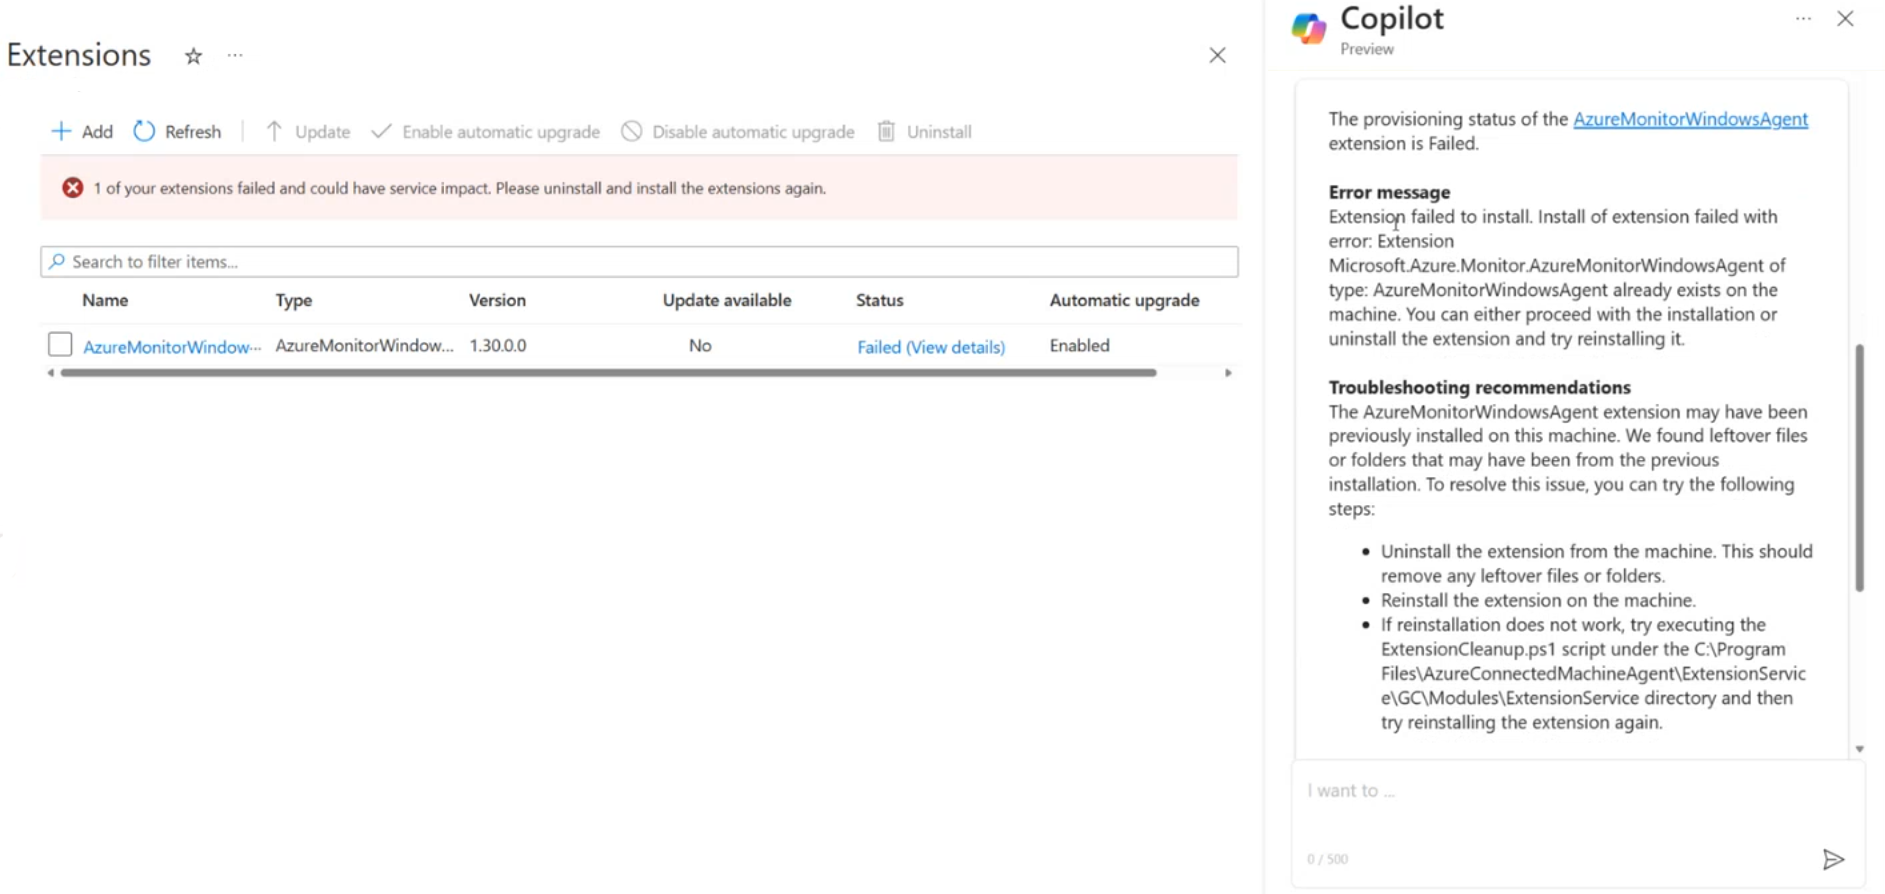 Extensions
Add Refresh Update Enable automatic upgrade Disable automatic upgrade Uninstall
1 of your extensions failed and could have service impact. Please uninstall and install the extensions again.
Search to filter items...
Name Type Version Update available Status Automatic upgrade
AzureMonitorWindow··· AzureMonitorWindow... 1.30.0.0 No Failed (View details) Enabled
Copilot
Preview
The provisioning status of the AzureMonitorWindowsAgent
extension is Failed.
Error message
Extension failed to install. Install of extension failed with
error: Extension
Microsoft.Azure.Monitor.AzureMonitorWindowsAgent of
type: AzureMonitorWindowsAgent already exists on the
machine. You can either proceed with the installation or
uninstall the extension and try reinstalling it.
Troubleshooting recommendations
The AzureMonitorWindowsAgent extension may have been
previously installed on this machine. We found leftover files
or folders that may have been from the previous
installation. To resolve this issue, you can try the following
steps:
• Uninstall the extension from the machine. This should
remove any leftover files or folders.
• Reinstall the extension on the machine.
• If reinstallation does not work, try executing the
ExtensionCleanup.ps1 script under the C:\Program
Files\AzureConnectedMachineAgent\ExtensionServic
e\GC\Modules\ExtensionService directory and then
try reinstalling the extension again.
I want to ...
0 / 500